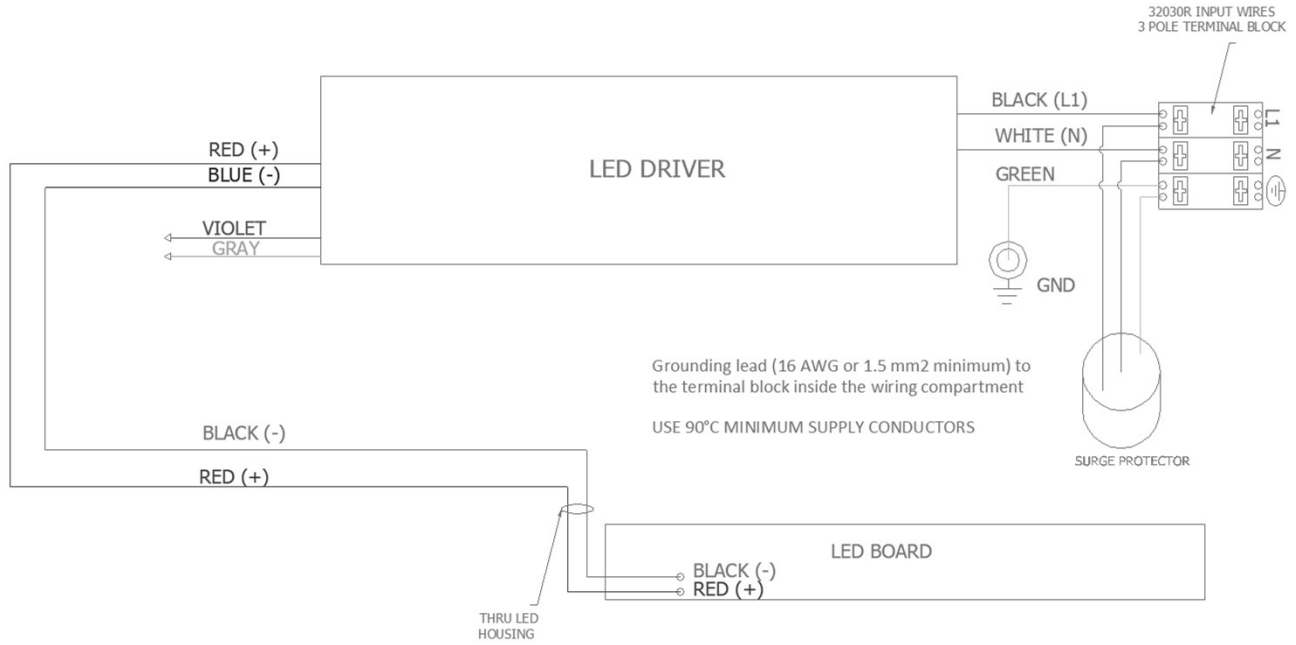 32030R INPUT WIRES
3 POLE TERMINAL BLOCK
BLACK (L1)
L1
WHITE (N)
N
RED (+)
LED DRIVER
BLUE (-)
GREEN
VIOLET
GRAY
GND
Grounding lead (16 AWG or 1.5 mm2 minimum) to
the terminal block inside the wiring compartment
USE 90°C MINIMUM SUPPLY CONDUCTORS
BLACK (-)
SURGE PROTECTOR
RED (+)
LED BOARD
BLACK (-)
RED (+)
THRU LED
HOUSING